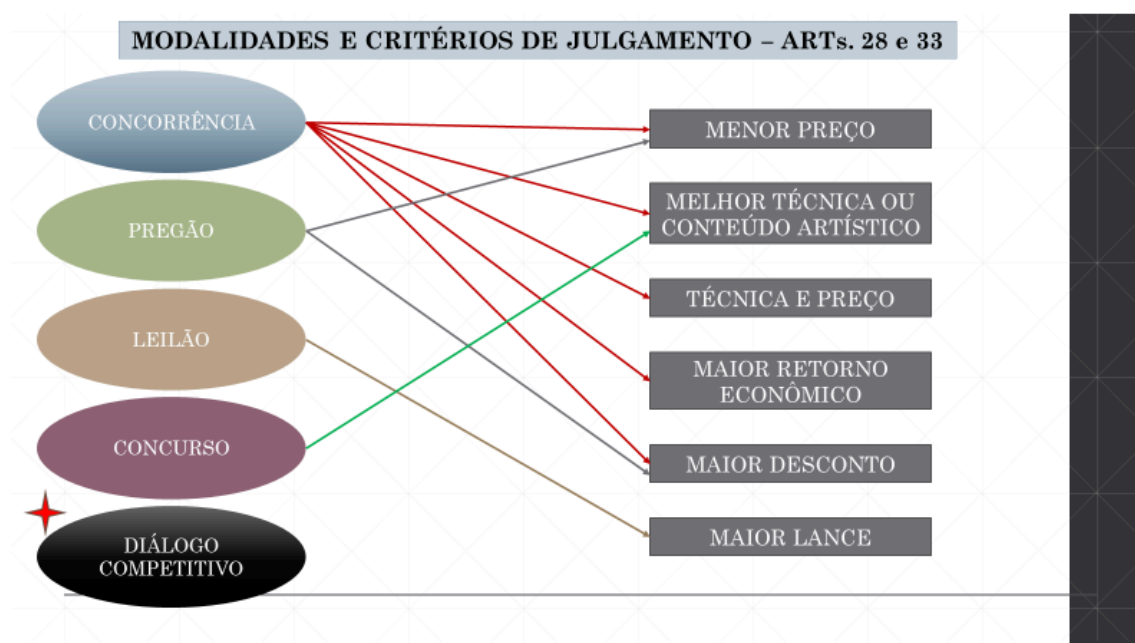 MODALIDADES E CRITÉRIOS DE JULGAMENTO – ARTs. 28 e 33
CONCORRÊNCIA
PREGÃO
LEILÃO
CONCURSO
DIÁLOGO
COMPETITIVO
MENOR PREÇO
MELHOR TÉCNICA OU
CONTEÚDO ARTÍSTICO
TÉCNICA E PREÇO
MAIOR RETORNO
ECONÔMICO
MAIOR DESCONTO
MAIOR LANCE